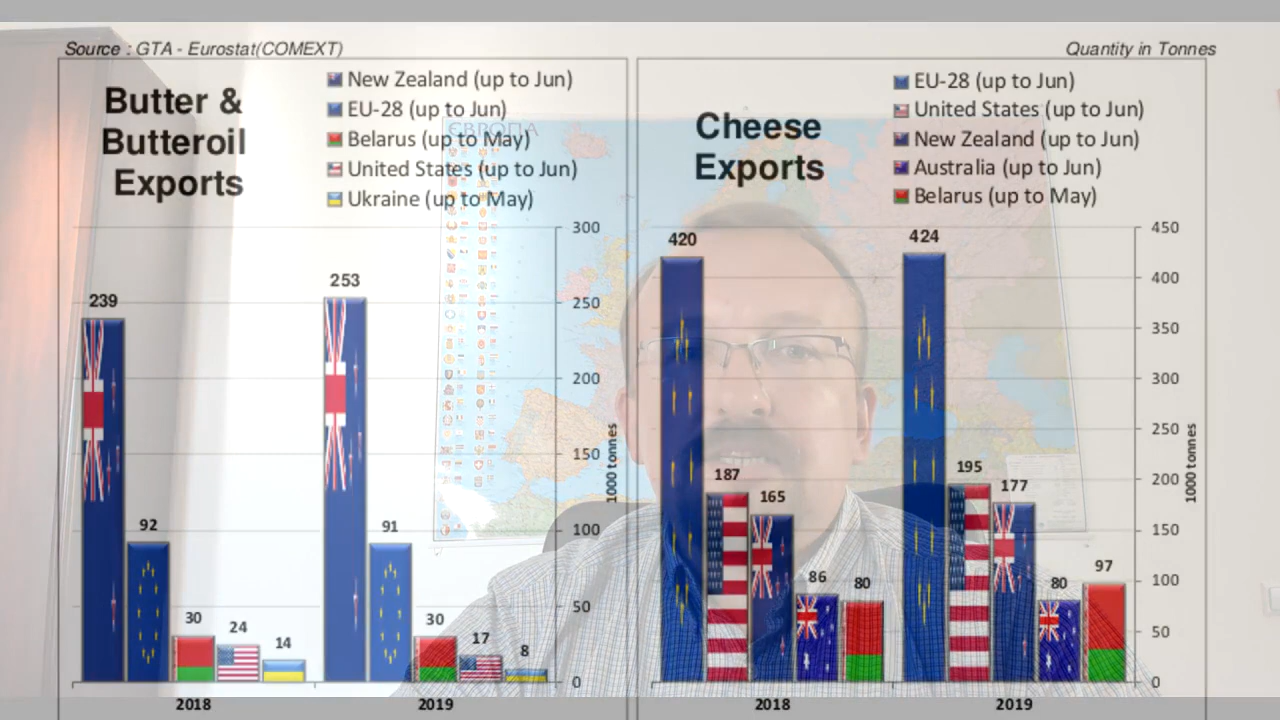 Source : GTA - Eurostat(COMEXT)
Quantity in Tonnes
Butter &
Butteroil
Exports
New Zealand (up to Jun)
EU-28 (up to Jun)
Belarus (up to May)
United States (up to Jun)
Ukraine (up to May)
ЄВРОПА
300
250
200
150
100
50
0
1000 tonnes
239
92
30
24
14
253
91
30
17
8
2018
2019
Cheese
Exports
EU-28 (up to Jun)
United States (up to Jun)
New Zealand (up to Jun)
Australia (up to Jun)
Belarus (up to May)
450
400
350
300
250
200
150
100
50
0
1000 tonnes
420
187
165
86
80
424
195
177
80
97
2018
2019